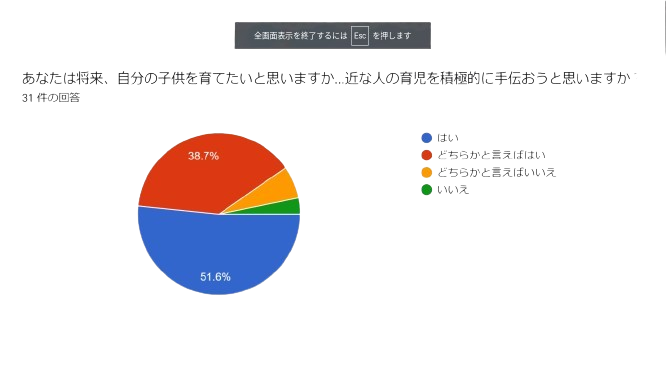 全画面表示を終了するには Esc を押します
あなたは将来、自分の子供を育てたいと思いますか...近な人の育児を積極的に手伝おうと思いますか
31 件の回答
38.7%
51.6%
はい
どちらかと言えばはい
どちらかと言えばいいえ
いいえ